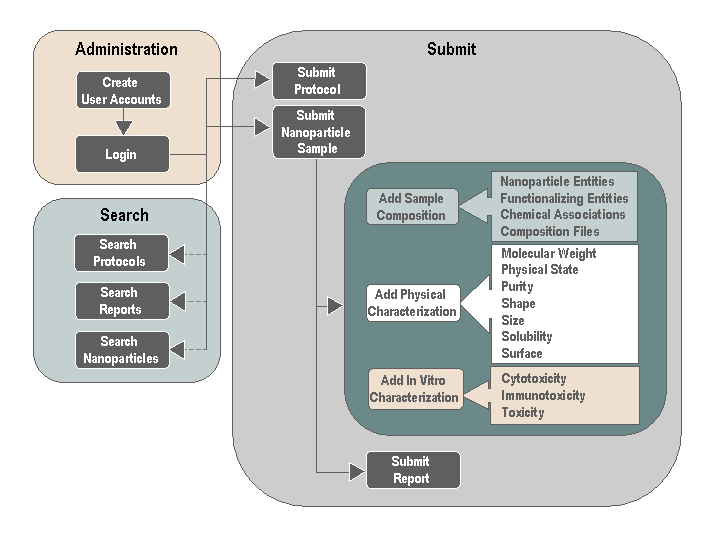 Administration
Create
User Accounts
Login
Search
Search
Protocols
Search
Reports
Search
Nanoparticles
Submit
Submit
Protocol
Submit
Nanoparticle
Sample
Add Sample
Composition
Nanoparticle Entities
Functionalizing Entities
Chemical Associations
Composition Files
Add Physical
Characterization
Molecular Weight
Physical State
Purity
Shape
Size
Solubility
Surface
Add In Vitro
Characterization
Cytotoxicity
Immunotoxicity
Toxicity
Submit
Report